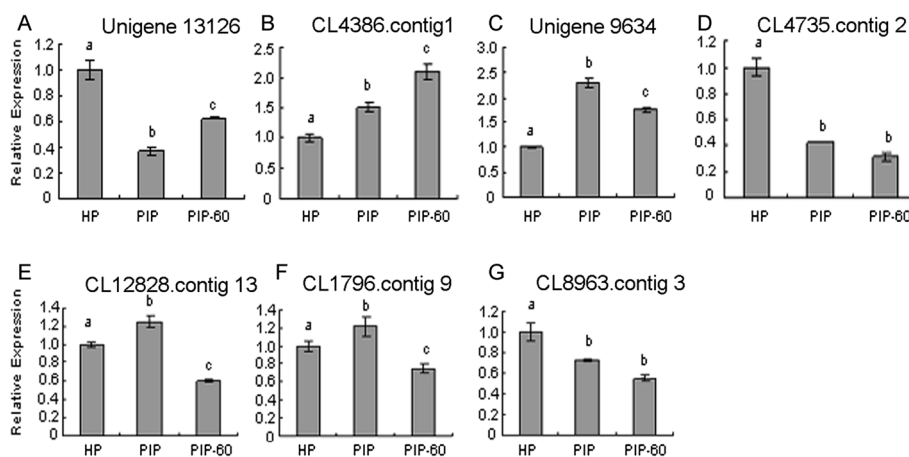 A Unigene 13126
B CL4386.contig1
C Unigene 9634
D CL4735.contig 2
Relative Expression
1.2
1.0
0.8
0.6
0.4
0.2
0
a
b
c
HP PIP PIP-60
2.5
2.0
1.5
1.0
0.5
0
a
b
c
HP PIP PIP-60
3.0
2.5
2.0
1.5
1.0
0.5
0
a
b
c
HP PIP PIP-60
1.2
1.0
0.8
0.6
0.4
0.2
0
a
b
b
HP PIP PIP-60
E CL12828.contig 13
F CL1796.contig 9
G CL8963.contig 3
Relative Expression
1.4
1.2
1.0
0.8
0.6
0.4
0.2
0
a
b
c
HP PIP PIP-60
1.4
1.2
1.0
0.8
0.6
0.4
0.2
0
a
b
c
HP PIP PIP-60
1.2
1.0
0.8
0.6
0.4
0.2
0
a
b
b
HP PIP PIP-60